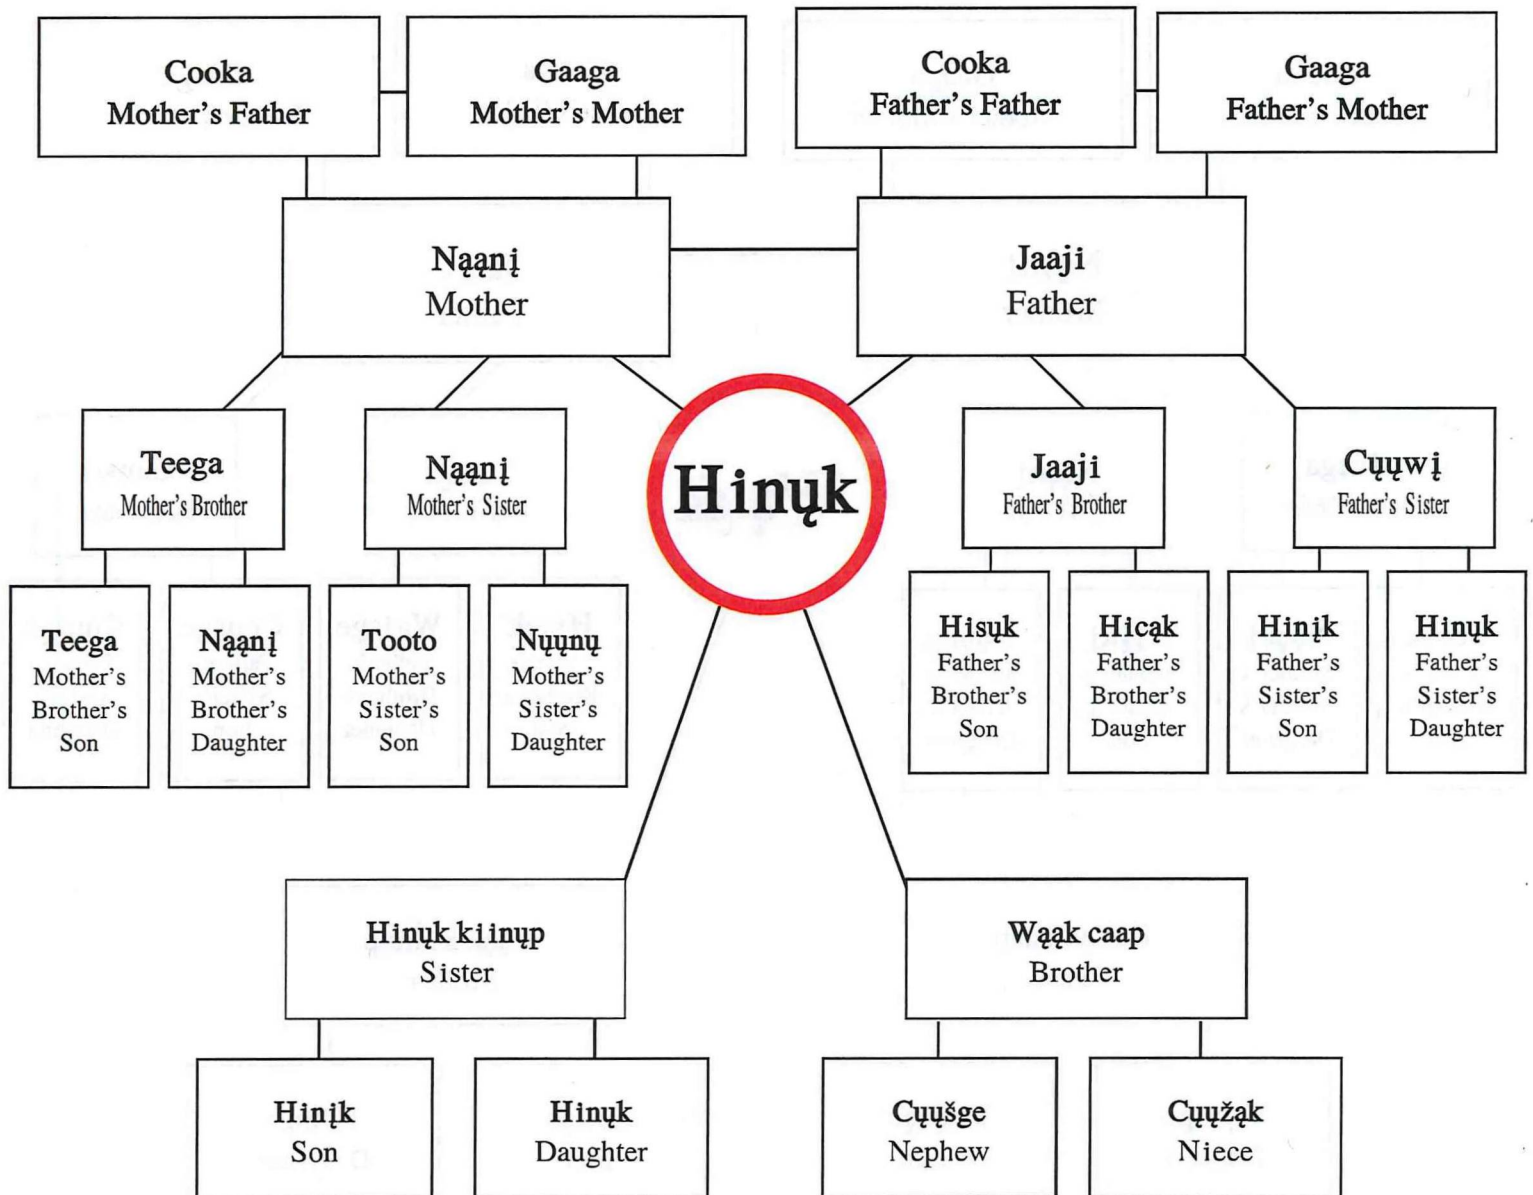 Cooka
Mother's Father
Gaaga
Mother's Mother
Cooka
Father's Father
Gaaga
Father's Mother
Nąąnį
Mother
Jaaji
Father
Teega
Mother's Brother
Nąąnį
Mother's Sister
Hinųk
Jaaji
Father's Brother
Cųųwį
Father's Sister
Teega
Mother's
Brother's
Son
Nąąnį
Mother's
Brother's
Daughter
Tooto
Mother's
Sister's
Son
Nųųnų
Mother's
Sister's
Daughter
Hisųk
Father's
Brother's
Son
Hicąk
Father's
Brother's
Daughter
Hinįk
Father's
Sister's
Son
Hinųk
Father's
Sister's
Daughter
Hinųk kiinųp
Sister
Wąąk caap
Brother
Hinįk
Son
Hinųk
Daughter
Cųųšge
Nephew
Cųųžąk
Niece